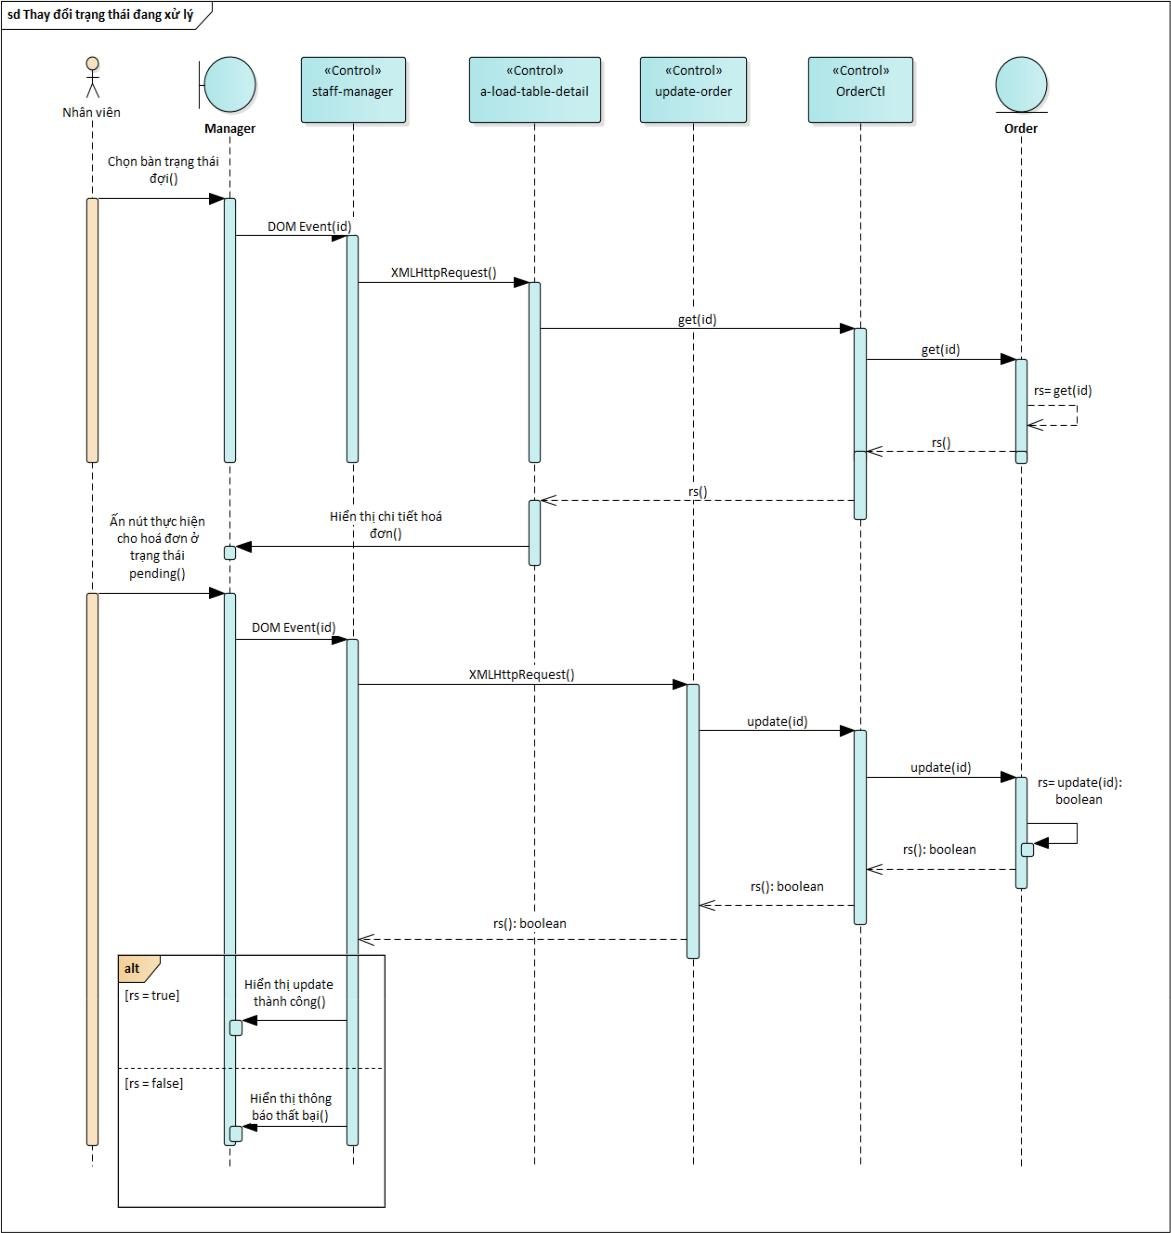 sd Thay đổi trạng thái đang xử lý
Nhân viên
Manager
«Control»
staff-manager
«Control»
a-load-table-detail
«Control»
update-order
«Control»
OrderCtl
Order
Chọn bàn trạng thái
đợi()
DOM Event(id)
XMLHttpRequest()
get(id)
get(id)
rs= get(id)
rs()
rs()
Hiển thị chi tiết hoá
đơn()
Ấn nút thực hiện
cho hoá đơn ở
trạng thái
pending()
DOM Event(id)
XMLHttpRequest()
update(id)
update(id)
rs= update(id):
boolean
rs(): boolean
rs(): boolean
rs(): boolean
alt
[rs = true]
Hiển thị update
thành công()
[rs = false]
Hiển thị thông
báo thất bại()